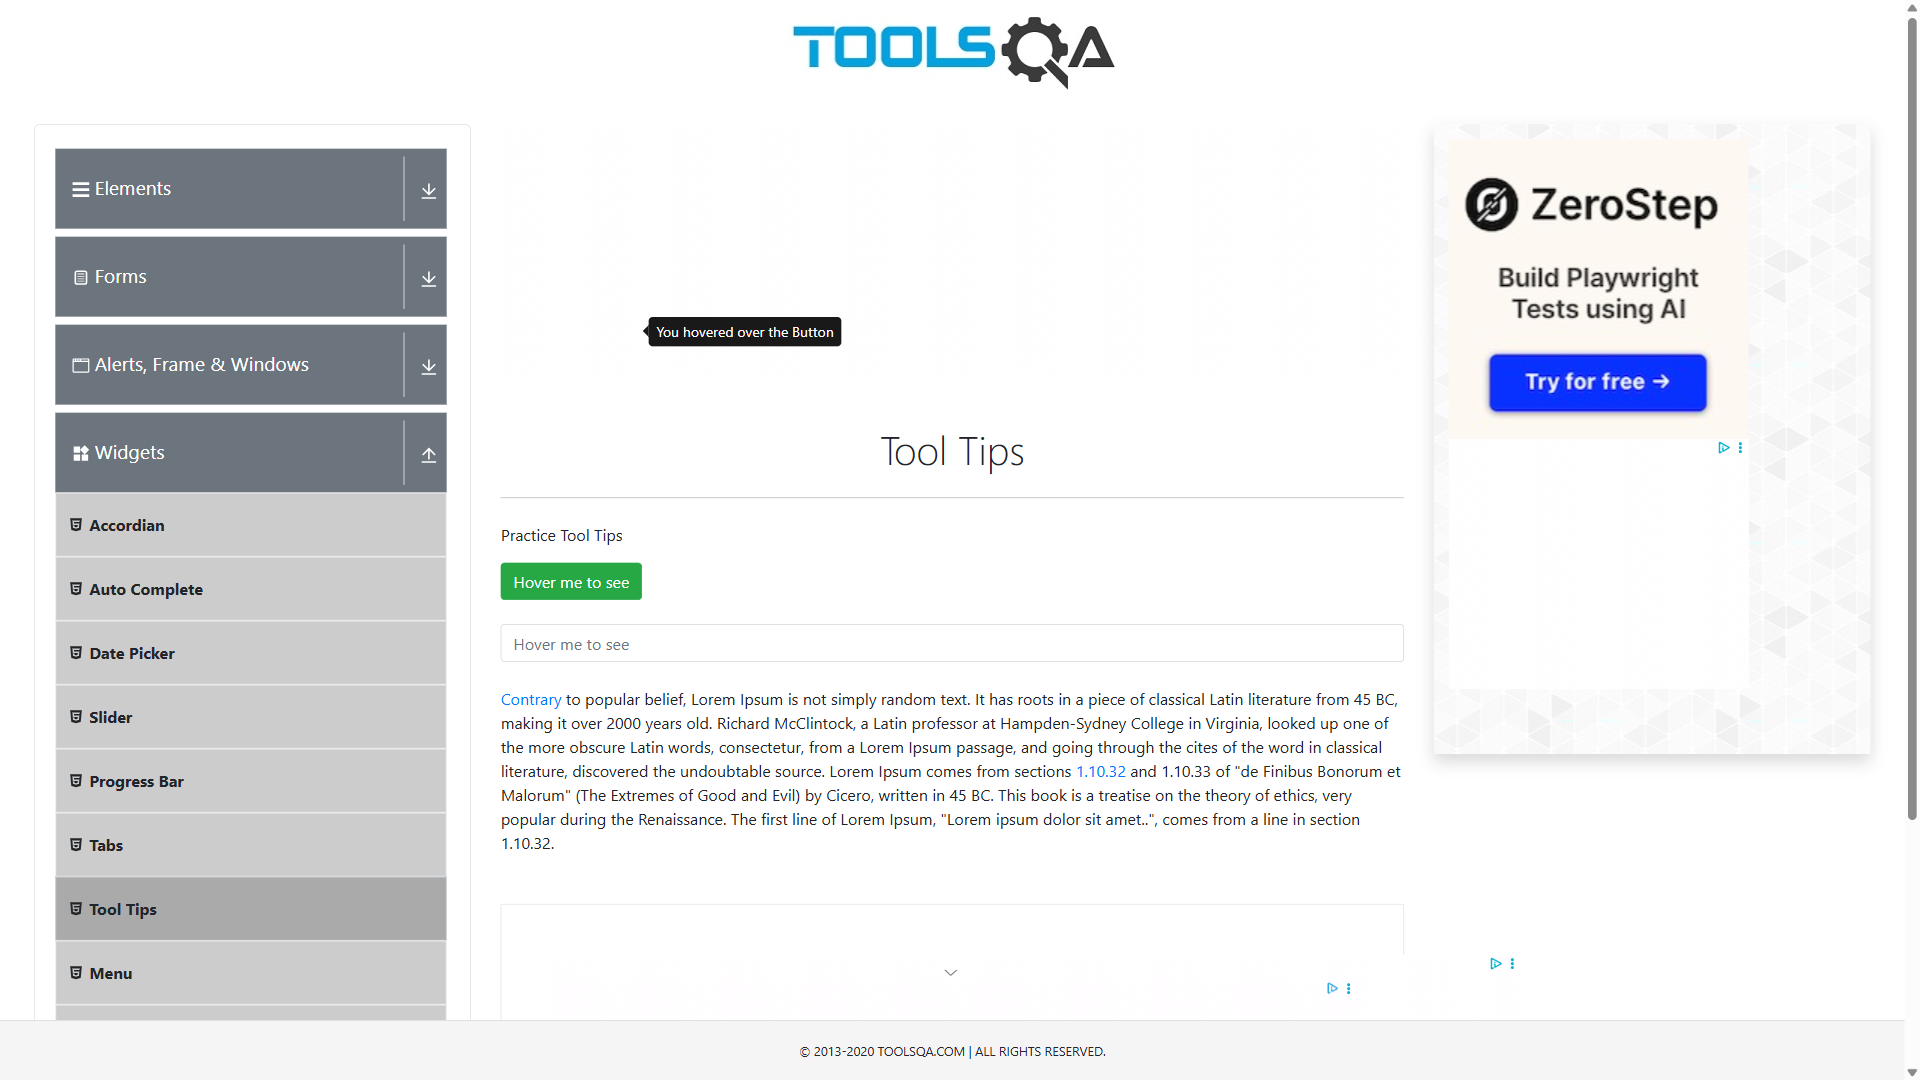 TOOLSQA
Elements
Forms
Alerts, Frame & Windows
Widgets
Accordian
Auto Complete
Date Picker
Slider
Progress Bar
Tabs
Tool Tips
Menu
You hovered over the Button
Tool Tips
Practice Tool Tips
Hover me to see
Hover me to see
Contrary to popular belief, Lorem Ipsum is not simply random text. It has roots in a piece of classical Latin literature from 45 BC,
making it over 2000 years old. Richard McClintock, a Latin professor at Hampden-Sydney College in Virginia, looked up one of
the more obscure Latin words, consectetur, from a Lorem Ipsum passage, and going through the cites of the word in classical
literature, discovered the undoubtable source. Lorem Ipsum comes from sections 1.10.32 and 1.10.33 of "de Finibus Bonorum et
Malorum" (The Extremes of Good and Evil) by Cicero, written in 45 BC. This book is a treatise on the theory of ethics, very
popular during the Renaissance. The first line of Lorem Ipsum, "Lorem ipsum dolor sit amet..", comes from a line in section
1.10.32.
ZeroStep
Build Playwright
Tests using AI
Try for free →
© 2013-2020 TOOLSQA.COM | ALL RIGHTS RESERVED.